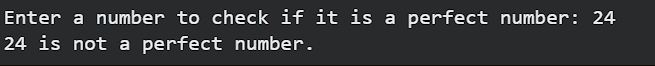 Enter a number to check if it is a perfect number: 24
24 is not a perfect number.